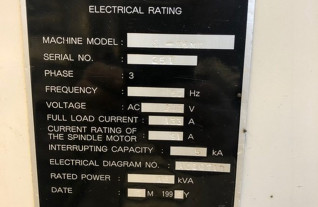 ELECTRICAL RATING
MACHINE MODEL :
SERIAL NO. :
PHASE : 3
FREQUENCY : Hz
VOLTAGE : AC V
FULL LOAD CURRENT : A
CURRENT RATING OF
THE SPINDLE MOTOR : A
INTERRUPTING CAPACITY : kA
ELECTRICAL DIAGRAM NO. :
RATED POWER : kVA
DATE : M 199 Y